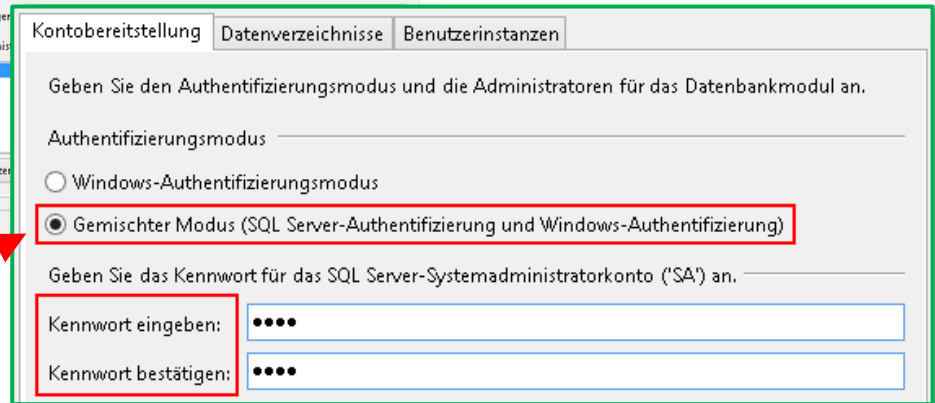 Kontobereitstellung Datenverzeichnisse Benutzerinstanzen
Geben Sie den Authentifizierungsmodus und die Administratoren für das Datenbankmodul an.
Authentifizierungsmodus
Windows-Authentifizierungsmodus
Gemischter Modus (SQL Server-Authentifizierung und Windows-Authentifizierung)
Geben Sie das Kennwort für das SQL Server-Systemadministratorkonto ('SA') an.
Kennwort eingeben: ••••
Kennwort bestätigen: ••••